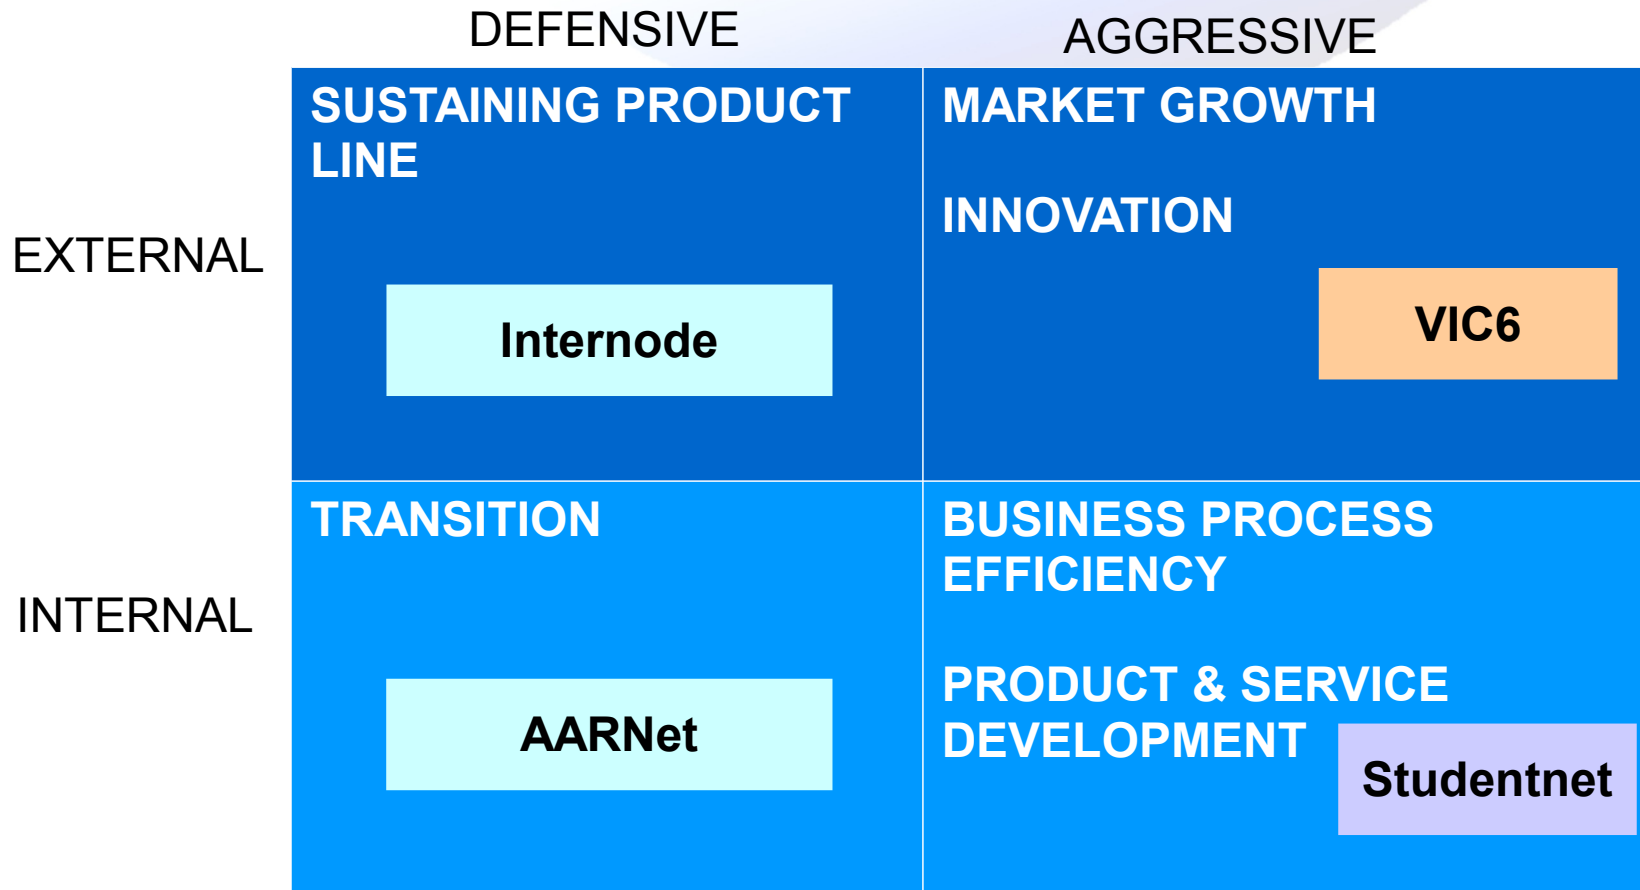 DEFENSIVE
AGGRESSIVE
EXTERNAL
SUSTAINING PRODUCT
LINE
Internode
MARKET GROWTH
INNOVATION
VIC6
INTERNAL
TRANSITION
AARNet
BUSINESS PROCESS
EFFICIENCY
PRODUCT & SERVICE
DEVELOPMENT
Studentnet